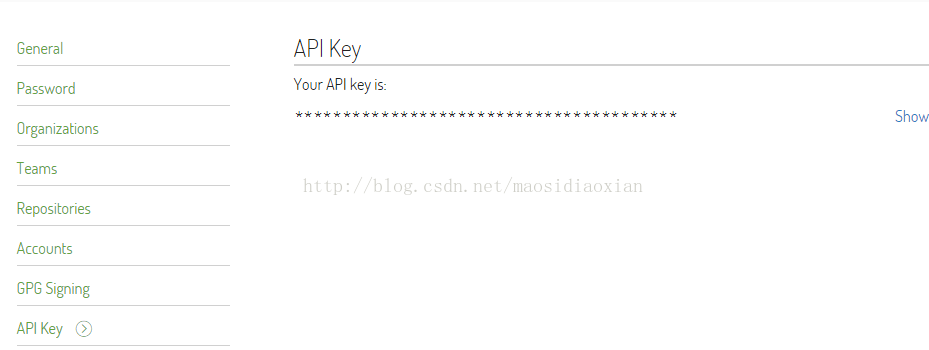 General
Password
Organizations
Teams
Repositories
Accounts
GPG Signing
API Key
API Key
Your API key is:
****************************************
Show
http://blog.csdn.net/maosidiaoxian